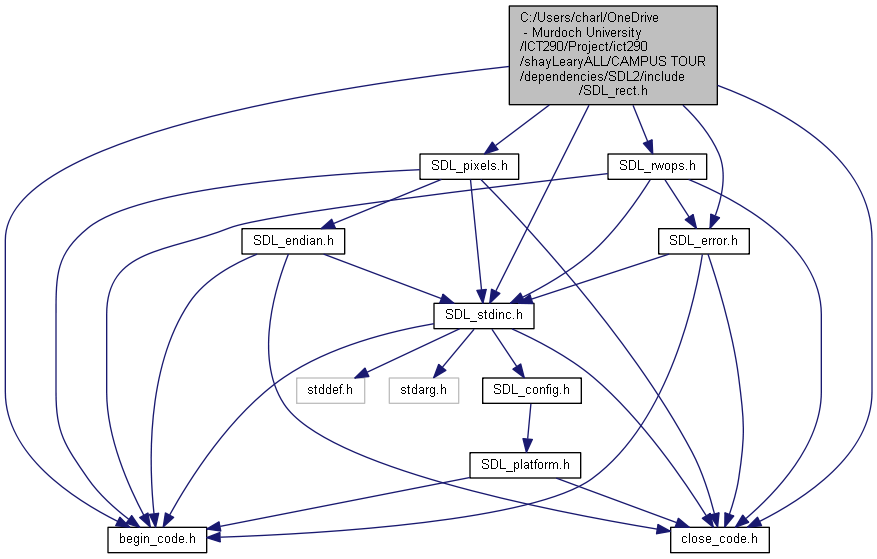 C:/Users/charl/OneDrive
- Murdoch University
/ICT290/Project/ict290
/shayLearyALL/CAMPUS TOUR
/dependencies/SDL2/include
/SDL_rect.h
SDL_pixels.h
SDL_rwops.h
SDL_endian.h
SDL_error.h
SDL_stdinc.h
stddef.h
stdarg.h
SDL_config.h
SDL_platform.h
begin_code.h
close_code.h